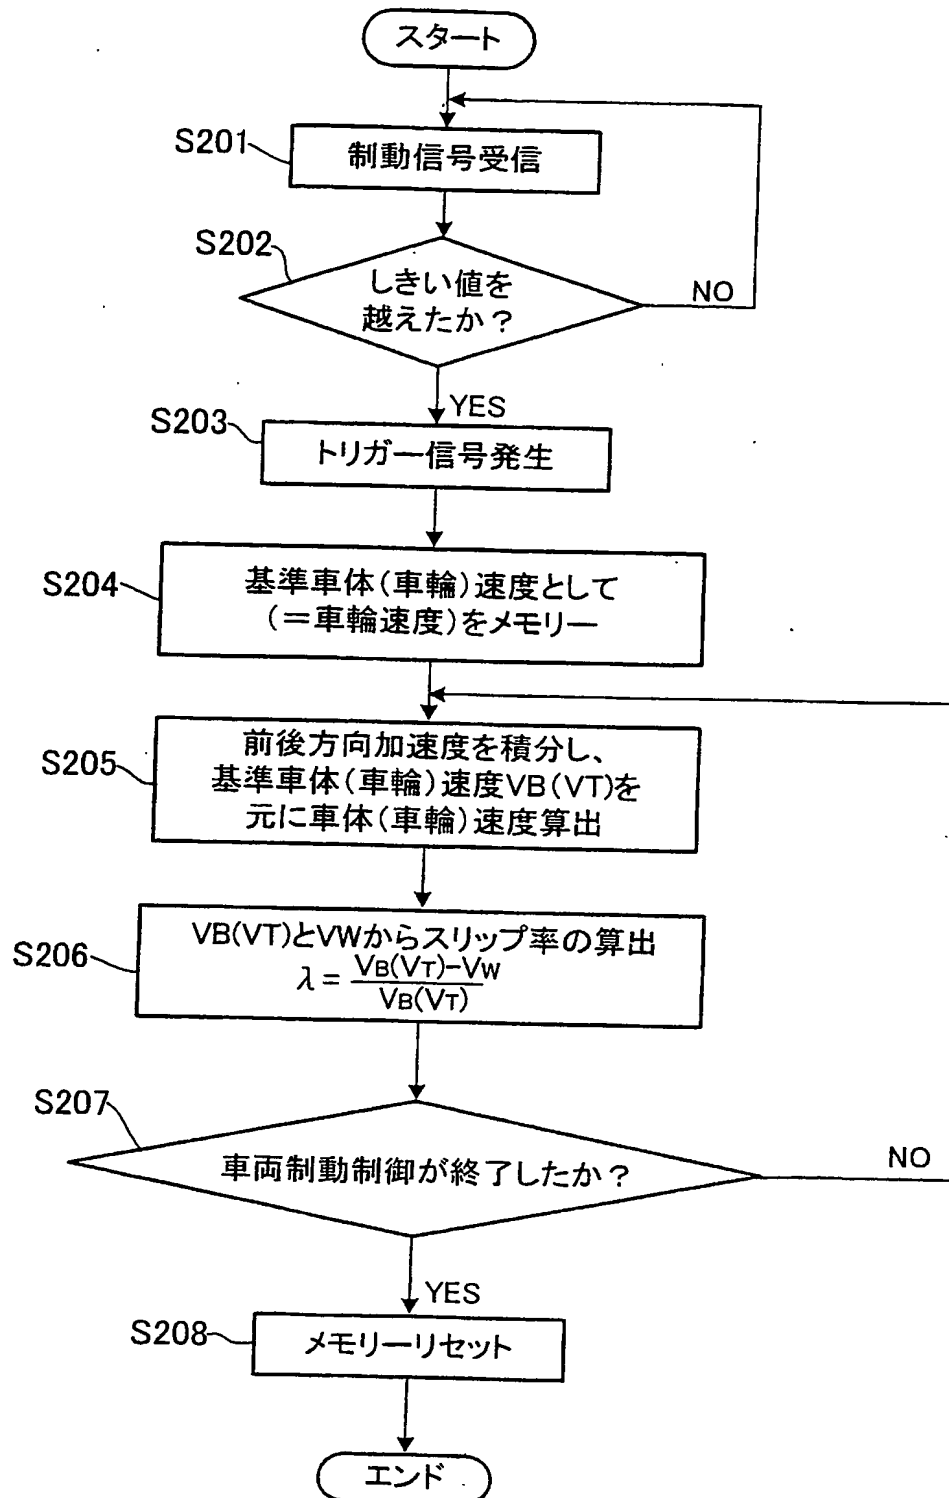 スタート
S201
制動信号受信
S202
しきい値を
越えたか？
NO
YES
S203
トリガー信号発生
S204
基準車体(車輪)速度として
(＝車輪速度)をメモリー
S205
前後方向加速度を積分し、
基準車体(車輪)速度VB(VT)を
元に車体(車輪)速度算出
S206
VB(VT)とVWからスリップ率の算出
λ＝ VB(VT)-VW / VB(VT)
S207
車両制動制御が終了したか？
NO
YES
S208
メモリーリセット
エンド